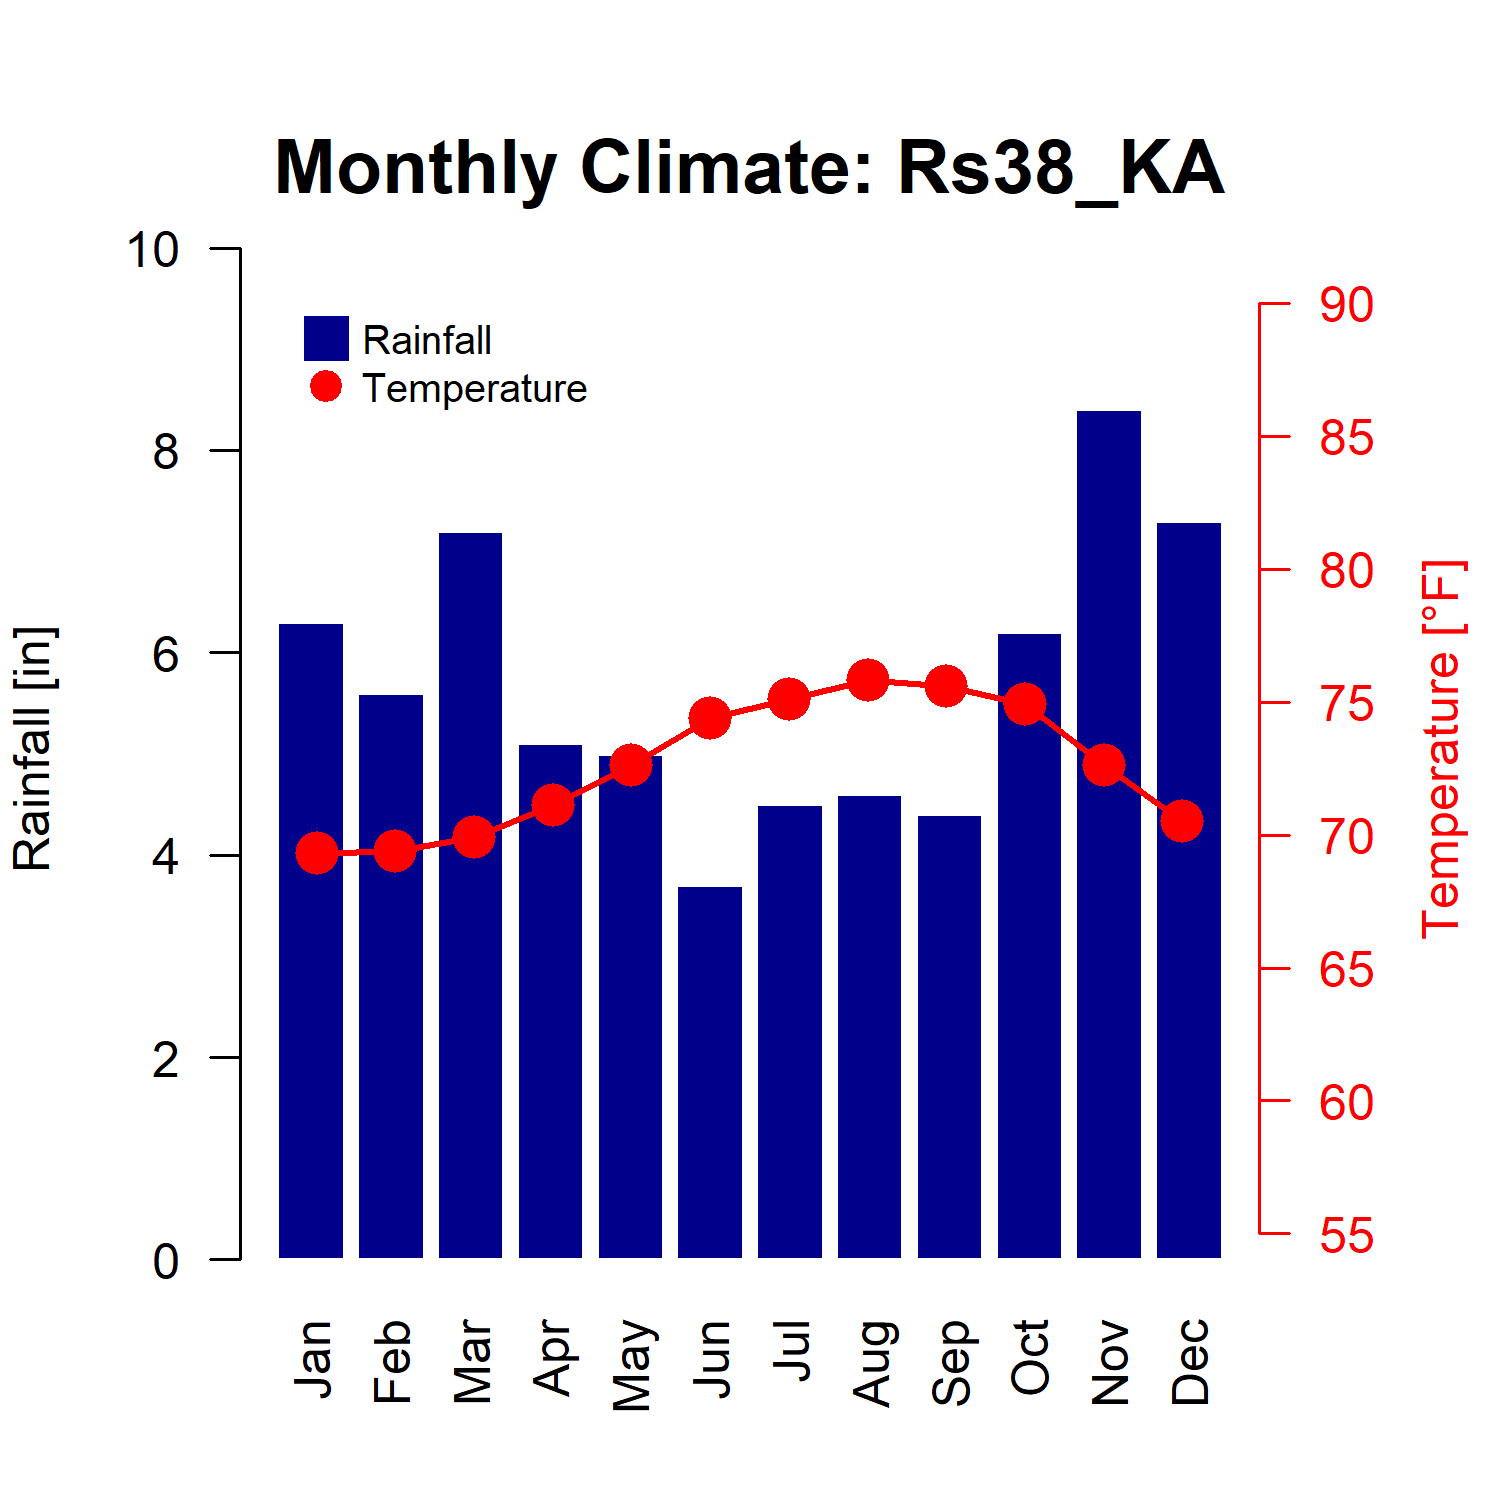 Monthly Climate: Rs38_KA
Rainfall [in]
10
8
6
4
2
0
Rainfall
Temperature
90
85
80
75
70
65
60
55
Temperature [°F]
Jan
Feb
Mar
Apr
May
Jun
Jul
Aug
Sep
Oct
Nov
Dec